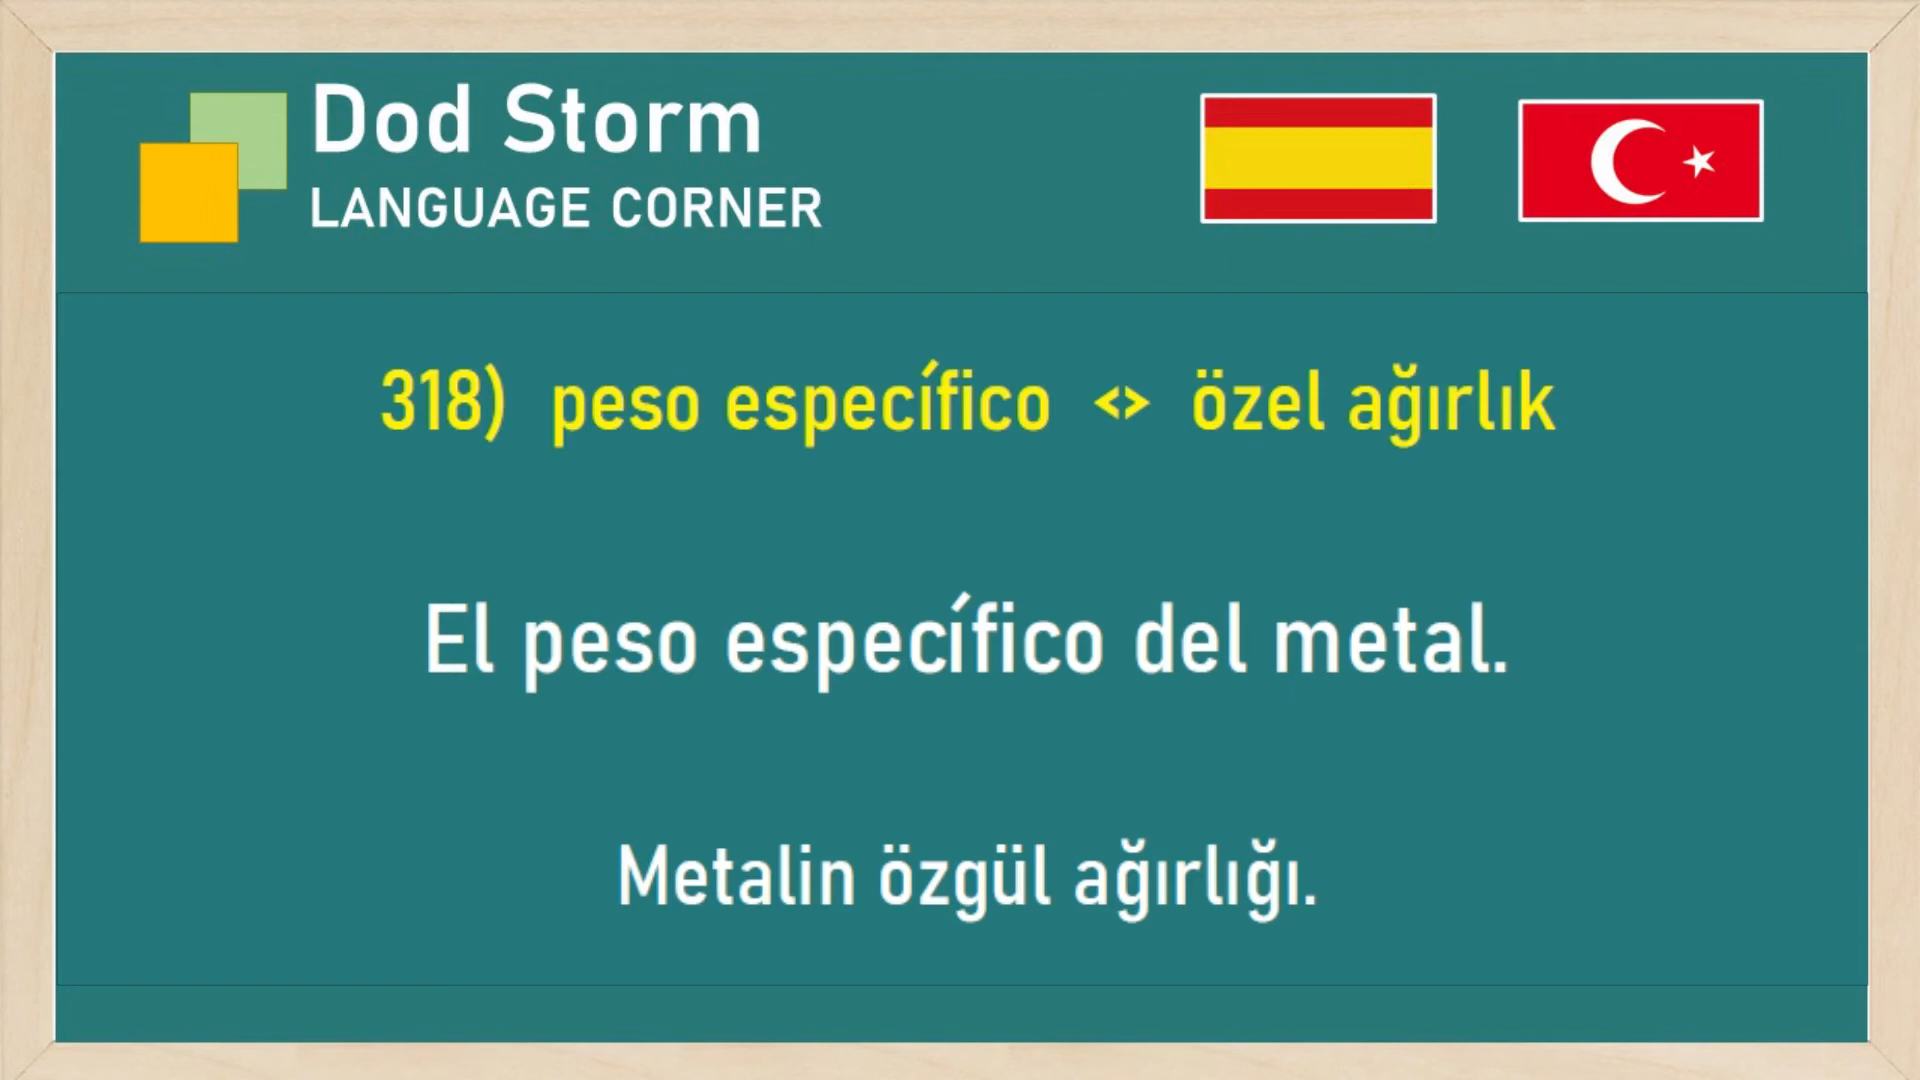 Dod Storm
LANGUAGE CORNER
318) peso específico <> özel ağırlık
El peso específico del metal.
Metalin özgül ağırlığı.